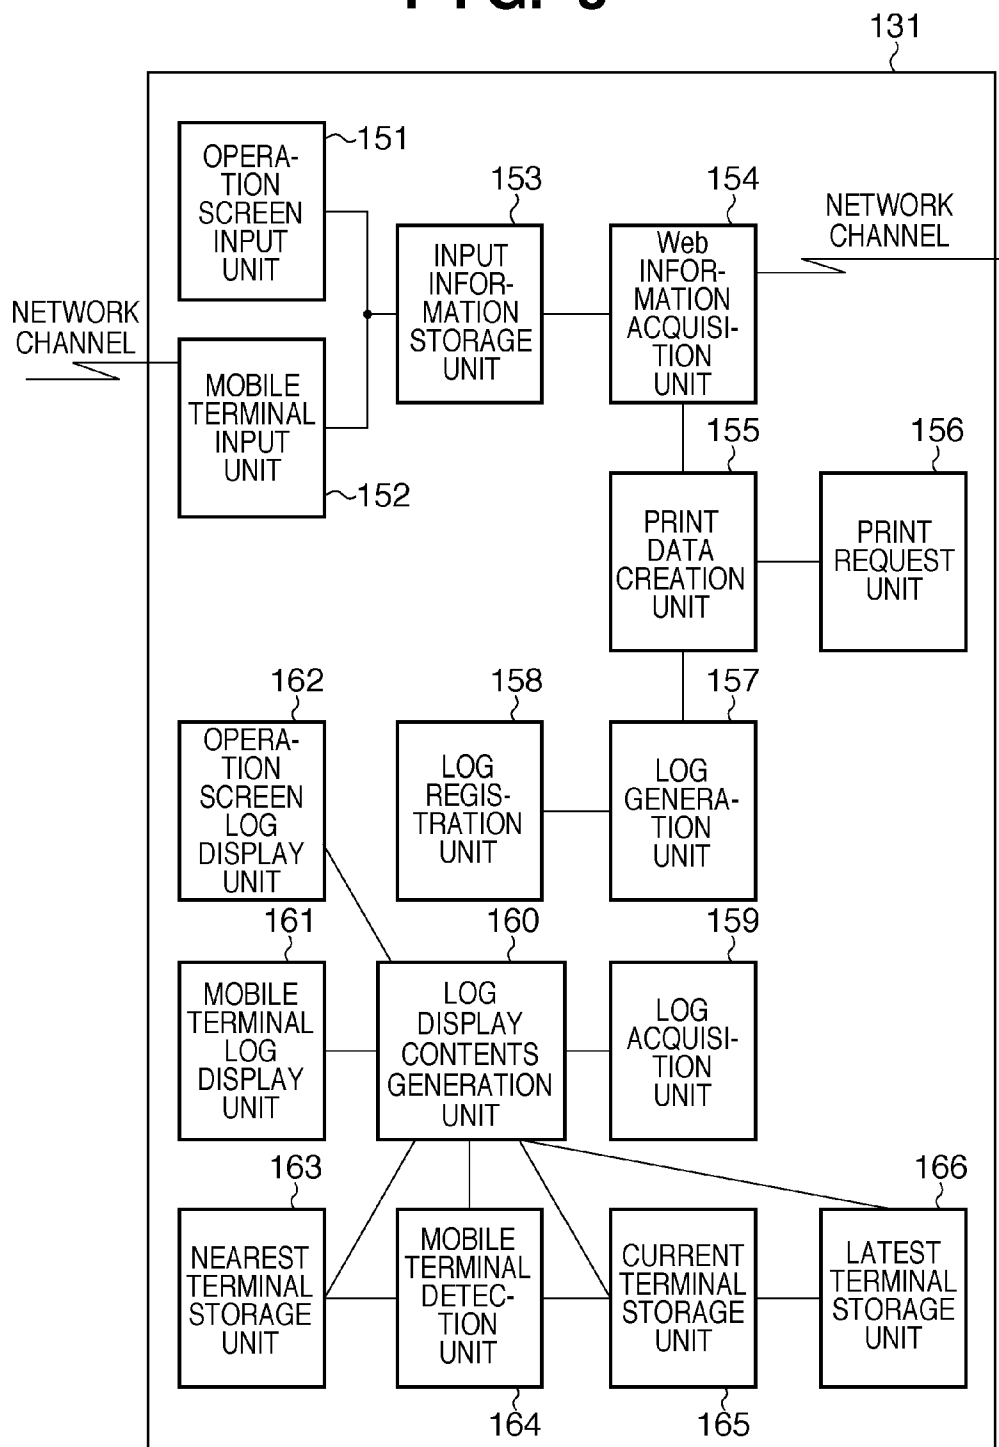 131
OPERA-
TION
SCREEN
INPUT
UNIT
151
NETWORK
CHANNEL
MOBILE
TERMINAL
INPUT
UNIT
152
153
INPUT
INFOR-
MATION
STORAGE
UNIT
154
Web
INFOR-
MATION
ACQUISI-
TION
UNIT
NETWORK
CHANNEL
155
PRINT
DATA
CREATION
UNIT
156
PRINT
REQUEST
UNIT
162
OPERA-
TION
SCREEN
LOG
DISPLAY
UNIT
158
LOG
REGIS-
TRATION
UNIT
157
LOG
GENERA-
TION
UNIT
161
MOBILE
TERMINAL
LOG
DISPLAY
UNIT
160
LOG
DISPLAY
CONTENTS
GENERATION
UNIT
159
LOG
ACQUISI-
TION
UNIT
163
NEAREST
TERMINAL
STORAGE
UNIT
MOBILE
TERMINAL
DETEC-
TION
UNIT
164
CURRENT
TERMINAL
STORAGE
UNIT
165
166
LATEST
TERMINAL
STORAGE
UNIT